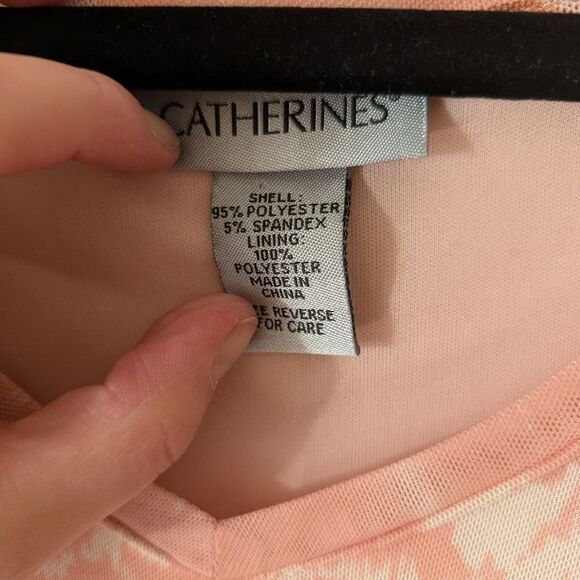 CATHERINES®
SHELL:
95% POLYESTER
5% SPANDEX
LINING:
100%
POLYESTER
MADE IN
CHINA
REVERSE
FOR CARE